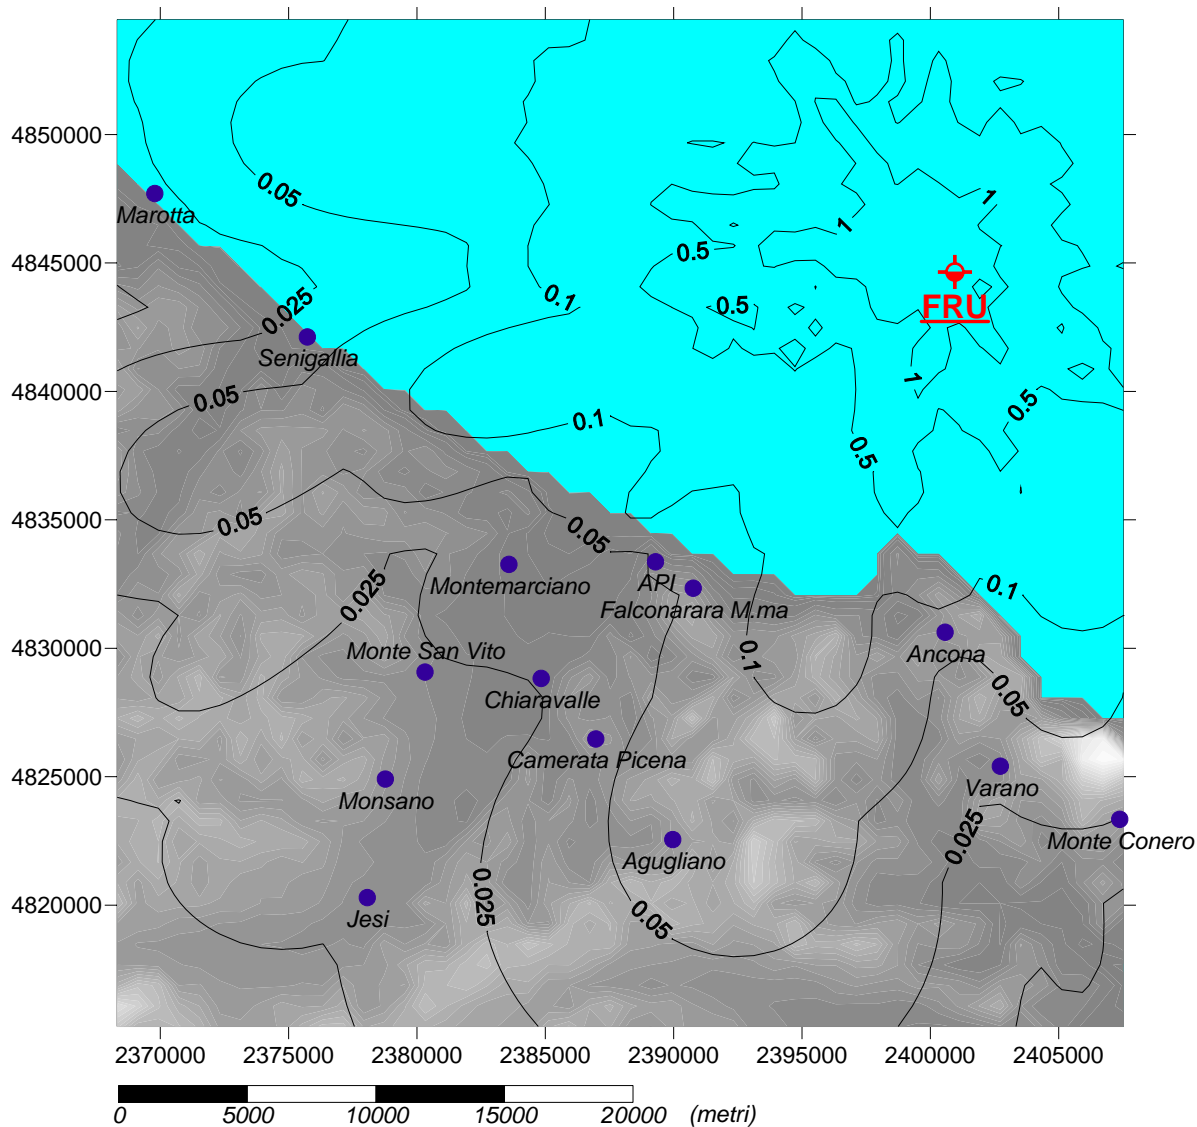 4850000
4845000
4840000
4835000
4830000
4825000
4820000
0.05
Marotta
1
1
0.5
0.1
0.5
FRU
0.025
Senigallia
1
0.05
0.5
0.1
0.5
0.05
0.05
API
Montemarciano
Falconarara M.ma
0.1
0.025
Monte San Vito
Ancona
0.1
Chiaravalle
0.05
Camerata Picena
Varano
Monsano
0.025
Monte Conero
Agugliano
0.025
Jesi
0.05
2370000 2375000 2380000 2385000 2390000 2395000 2400000 2405000
0 5000 10000 15000 20000 (metri)